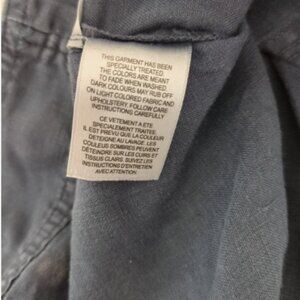 THIS GARMENT HAS BEEN
SPECIALLY TREATED.
THE COLORS ARE MEANT
TO FADE WHEN WASHED.
DARK COLOURS MAY RUB OFF
ON LIGHT COLORED FABRIC AND
UPHOLSTERY, FOLLOW CARE
INSTRUCTIONS CAREFULLY
CE VETEMENT A ETE
SPECIALEMENT TRAITEE.
IL EST PREVU QUE LA COULEUR
DETEIGNE AU LAVAGE. LES
COULEUR SOMBRES PEUVENT
DETEINDRE SUR LES CUIRS ET
TISSUS CLAIRS. SUIVEZ LES
INSTRUCTIONS D'ENTRETIEN
AVEC ATTENTION.